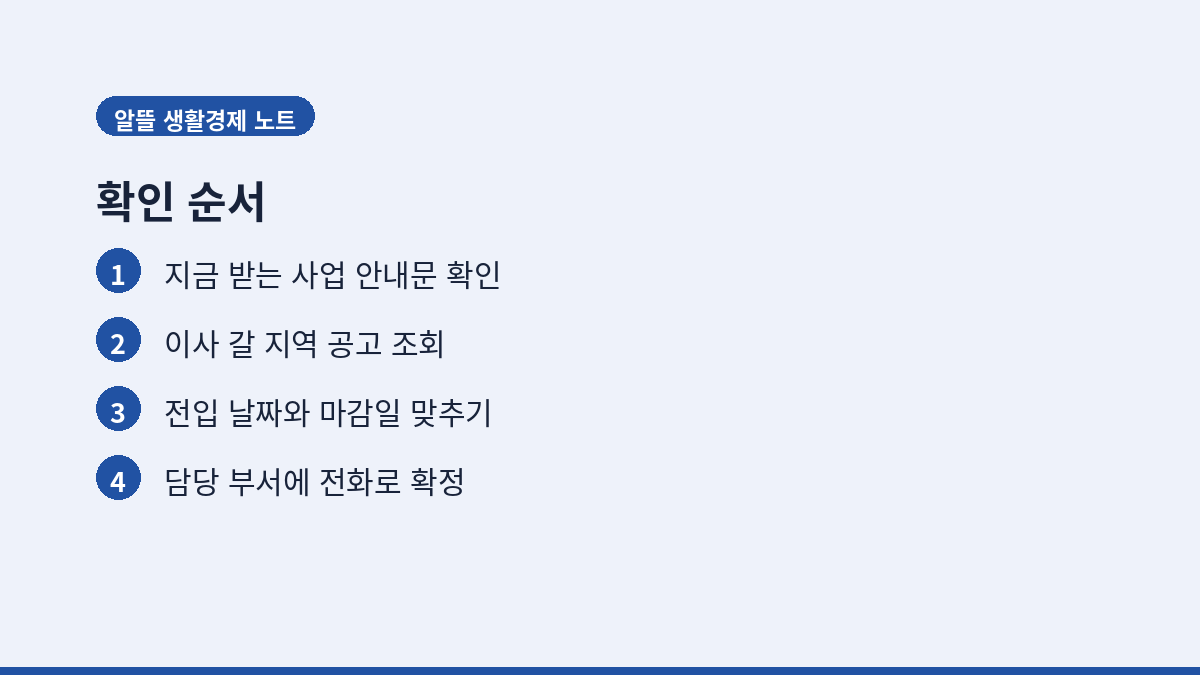 알뜰 생활경제 노트
확인 순서
1 지금 받는 사업 안내문 확인
2 이사 갈 지역 공고 조회
3 전입 날짜와 마감일 맞추기
4 담당 부서에 전화로 확정